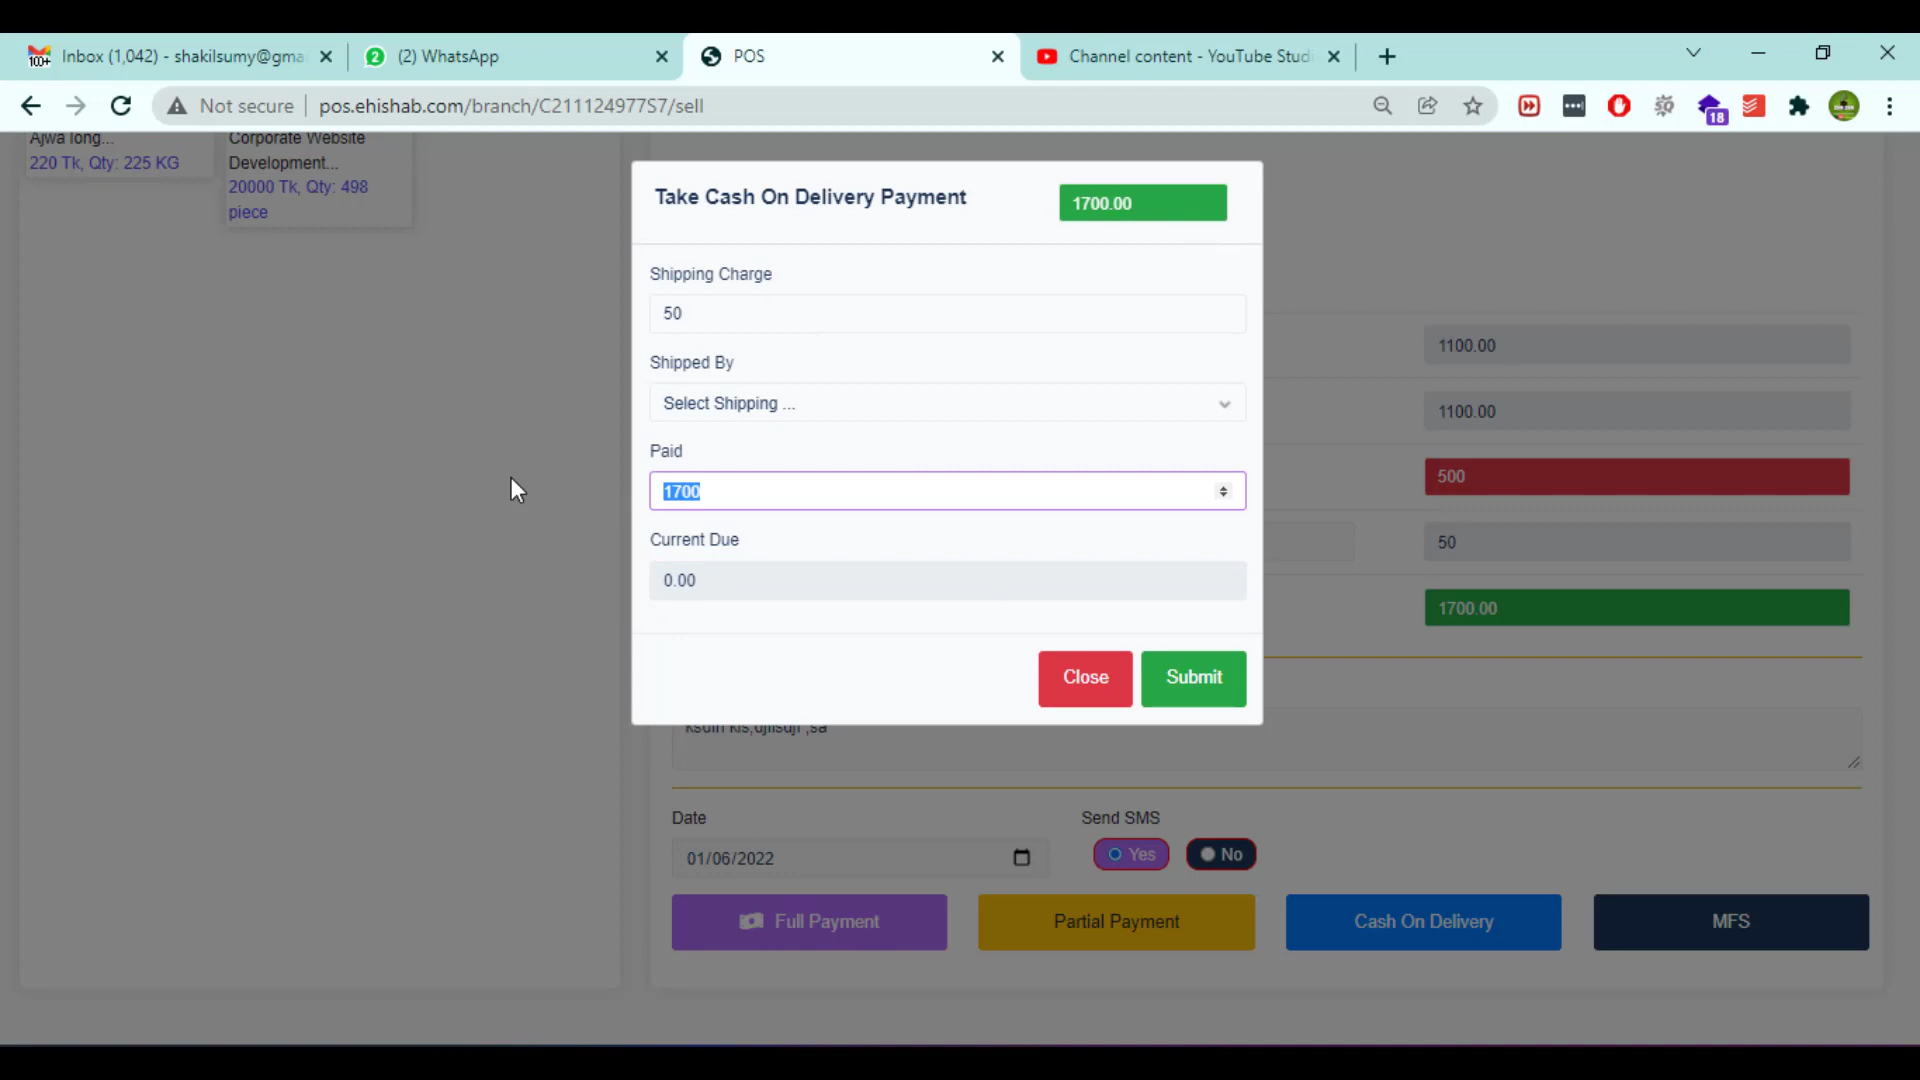 Inbox (1,042) - shakilsumy@gma
(2) WhatsApp
POS
Channel content - YouTube Studi
Not secure
pos.ehishab.com/branch/C211124977S7/sell
18
Ajwa long...
220 Tk, Qty: 225 KG
Corporate Website
Development...
20000 Tk, Qty: 498
piece
Take Cash On Delivery Payment
1700.00
Shipping Charge
50
Shipped By
Select Shipping ...
Paid
1700
Current Due
0.00
Close
Submit
1100.00
1100.00
500
50
1700.00
Date
01/06/2022
Send SMS
Yes
No
Full Payment
Partial Payment
Cash On Delivery
MFS